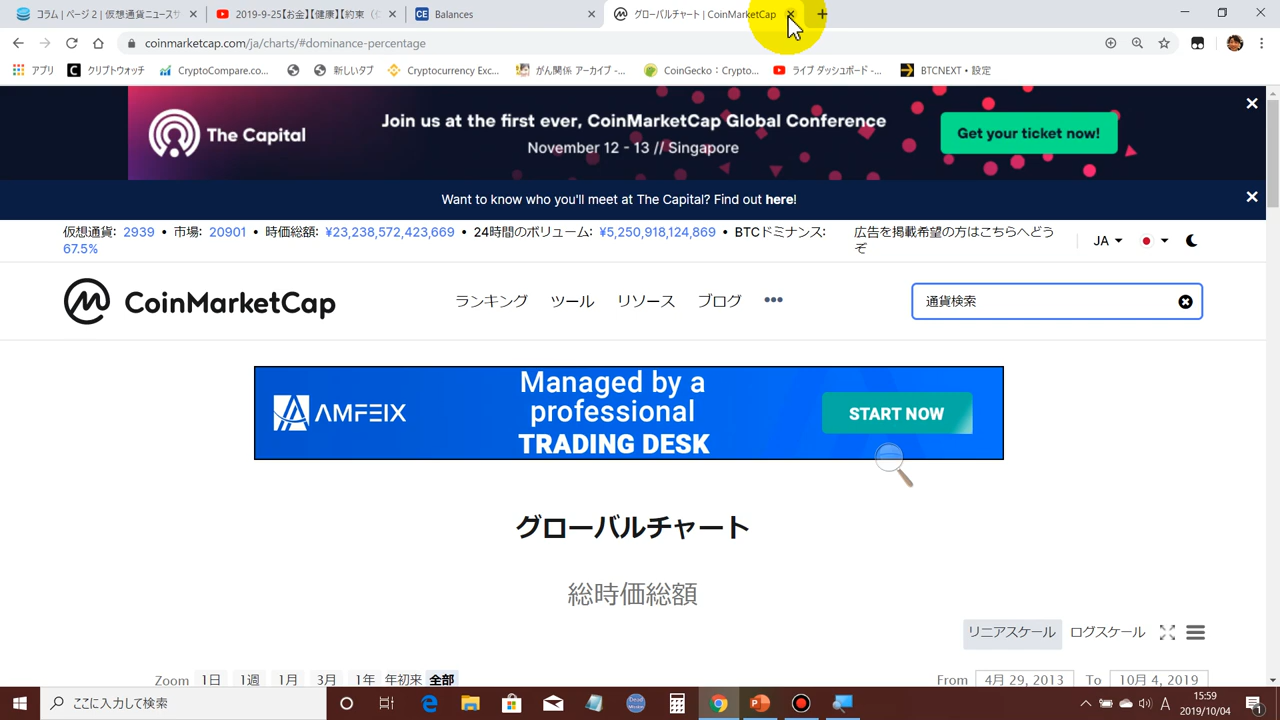 コラム | ページ 2 | 仮想通貨ニュースサ
2019-9-25【お金】【健康】【約束
CE Balances
グローバルチャート | CoinMarketCap
coinmarketcap.com/ja/charts/#dominance-percentage
アプリ
クリプトウォッチ
CryptoCompare.co...
新しいタブ
Cryptocurrency Exc...
がん関係 アーカイブ -...
CoinGecko：Crypto...
ライブ ダッシュボード -...
BTCNEXT・設定
The Capital
Join us at the first ever, CoinMarketCap Global Conference
November 12 - 13 // Singapore
Get your ticket now!
Want to know who you'll meet at The Capital? Find out here!
仮想通貨: 2939 • 市場: 20901 • 時価総額: ¥23,238,572,423,669 • 24時間のボリューム: ¥5,250,918,124,869 • BTCドミナンス:
67.5%
広告を掲載希望の方はこちらへどう
ぞ
JA
CoinMarketCap
ランキング
ツール
リソース
ブログ
•••
通貨検索
AMFEIX
Managed by a
professional
TRADING DESK
START NOW
グローバルチャート
総時価総額
リニアスケール
ログスケール
Zoom 1日 1週 1月 3月 1年 年初来 全部
From 4月 29, 2013 To 10月 4, 2019
ここに入力して検索
A
15:59
2019/10/04
1